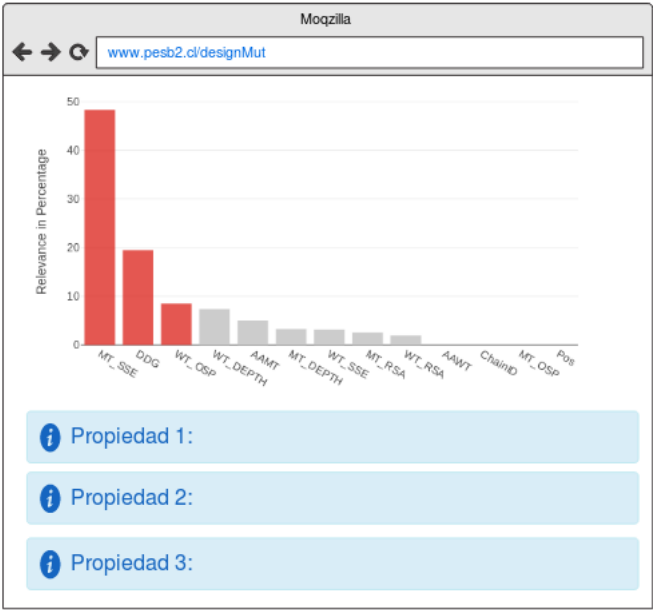 Moqzilla
www.pesb2.cl/designMut
Relevance in Percentage
50
40
30
20
10
0
MT_SSE
DDG
WT_OSP
WT_DEPTH
AAMT
MT_DEPTH
WT_SSE
MT_RSA
WT_RSA
AAWT
ChainID
MT_OSP
Pos
Propiedad 1:
Propiedad 2:
Propiedad 3: